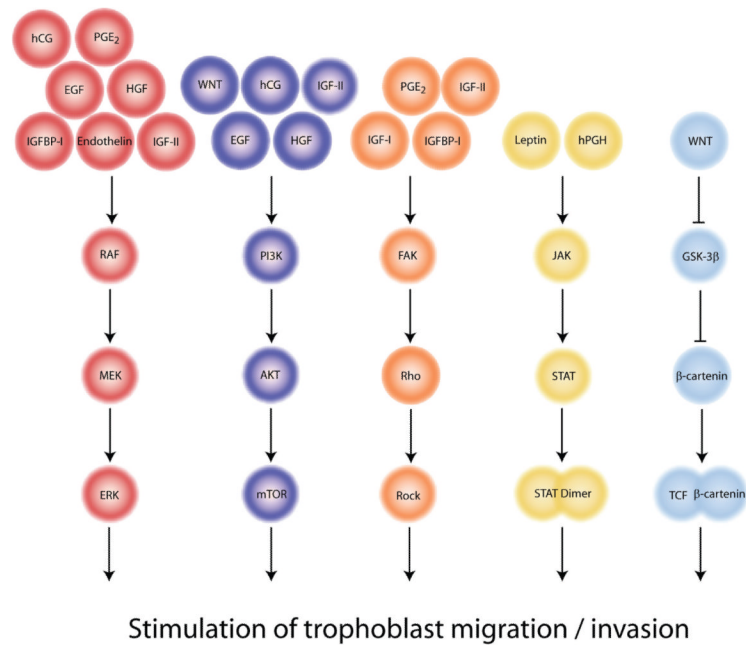 hCG
PGE₂
EGF
HGF
IGFBP-I
Endothelin
IGF-II
RAF
MEK
ERK
WNT
hCG
IGF-II
EGF
HGF
PI3K
AKT
mTOR
PGE₂
IGF-II
IGF-I
IGFBP-I
FAK
Rho
Rock
Leptin
hPGH
JAK
STAT
STAT Dimer
WNT
GSK-3β
β-cartenin
TCF β-cartenin
Stimulation of trophoblast migration / invasion